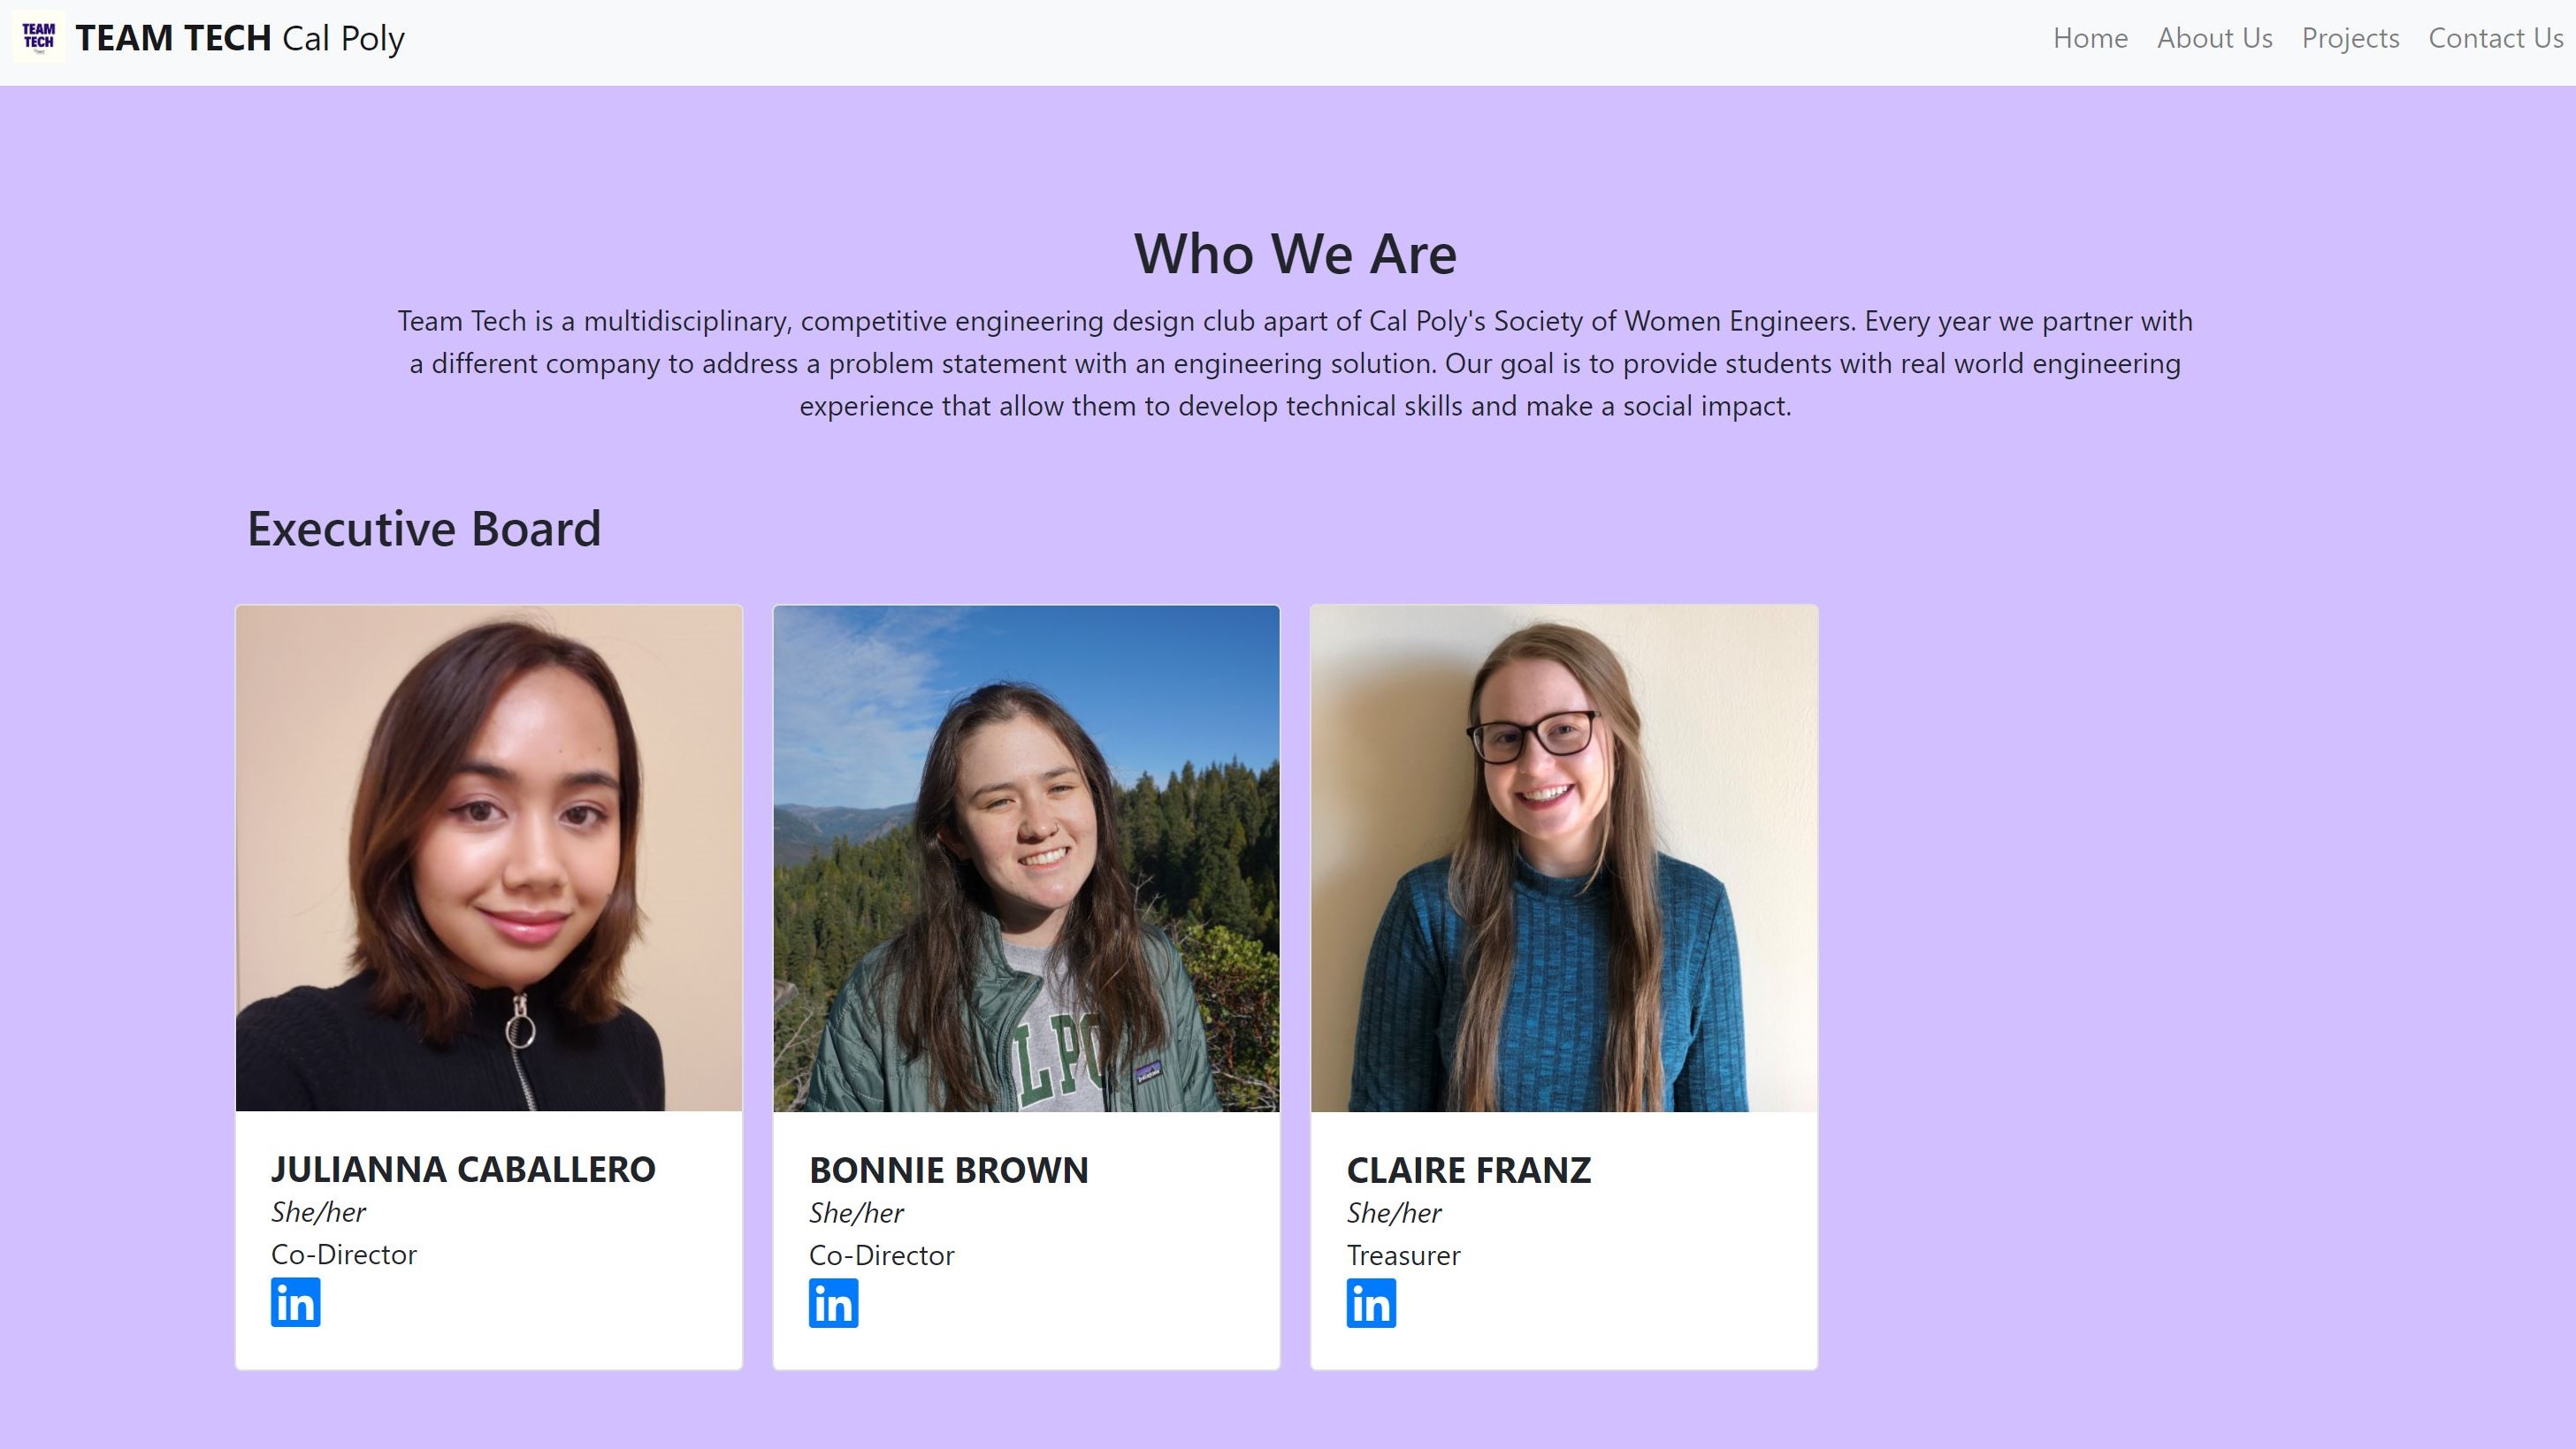 TEAM
TECH
TEAM TECH Cal Poly
Home About Us Projects Contact Us
Who We Are
Team Tech is a multidisciplinary, competitive engineering design club apart of Cal Poly's Society of Women Engineers. Every year we partner with
a different company to address a problem statement with an engineering solution. Our goal is to provide students with real world engineering
experience that allow them to develop technical skills and make a social impact.
Executive Board
LPO
patagonia
JULIANNA CABALLERO
She/her
Co-Director
in
BONNIE BROWN
She/her
Co-Director
in
CLAIRE FRANZ
She/her
Treasurer
in